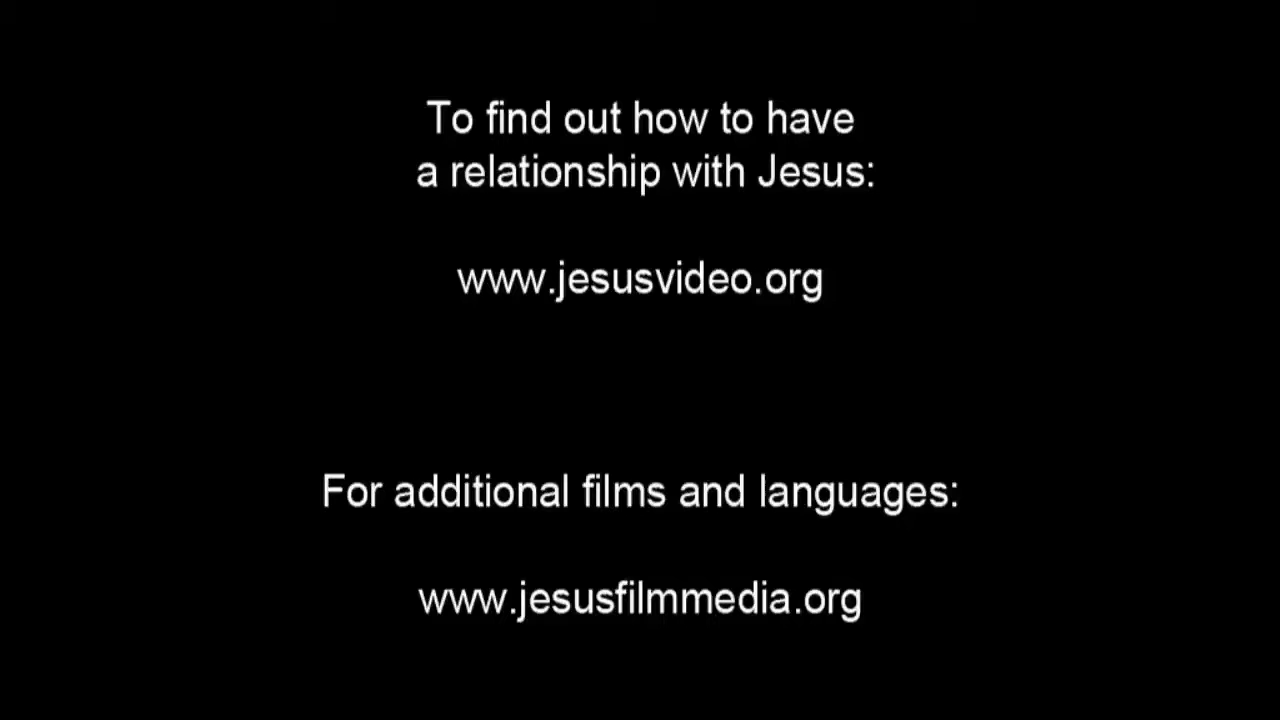 To find out how to have
a relationship with Jesus:
www.jesusvideo.org
For additional films and languages:
www.jesusfilmmedia.org